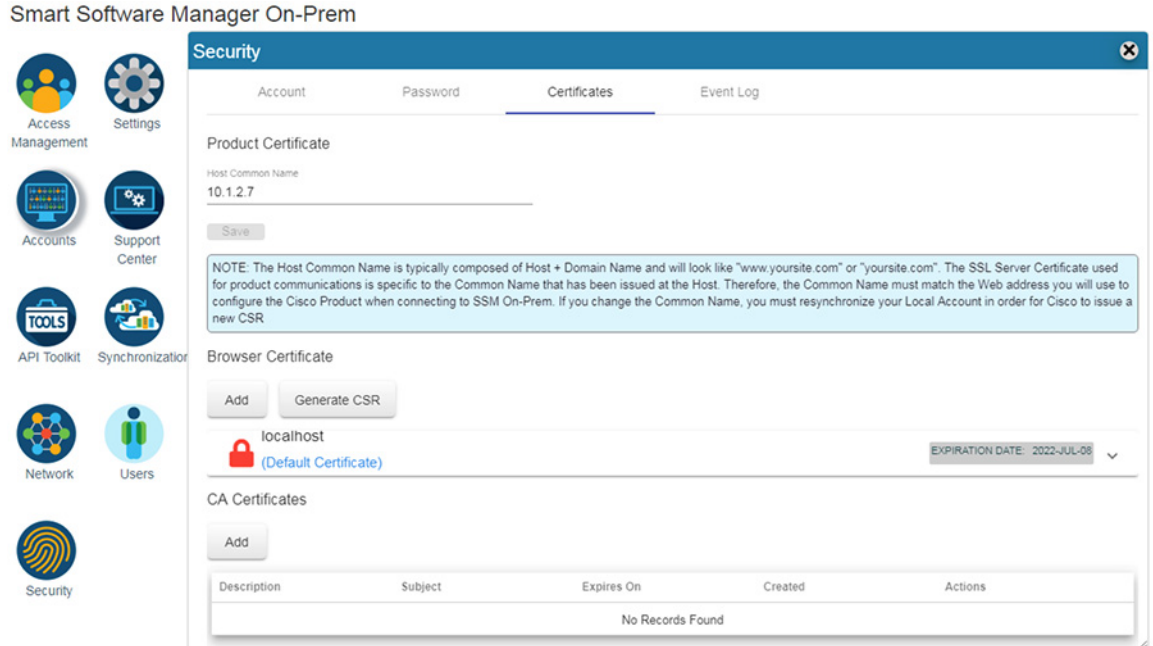 Smart Software Manager On-Prem
Access
Management
Settings
Accounts
Support
Center
TOOLS
API Toolkit
Synchronization
Network
Users
Security
Security
Account
Password
Certificates
Event Log
Product Certificate
Host Common Name
10.1.2.7
Save
NOTE: The Host Common Name is typically composed of Host + Domain Name and will look like "www.yoursite.com" or "yoursite.com". The SSL Server Certificate used
for product communications is specific to the Common Name that has been issued at the Host. Therefore, the Common Name must match the Web address you will use to
configure the Cisco Product when connecting to SSM On-Prem. If you change the Common Name, you must resynchronize your Local Account in order for Cisco to issue a
new CSR
Browser Certificate
Add
Generate CSR
localhost
(Default Certificate)
EXPIRATION DATE: 2022-JUL-08
CA Certificates
Add
Description Subject Expires On Created Actions
No Records Found